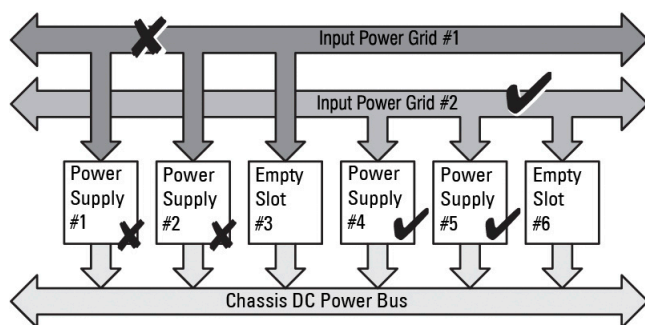 Input Power Grid #1
Input Power Grid #2
Power
Supply
#1
Power
Supply
#2
Empty
Slot
#3
Power
Supply
#4
Power
Supply
#5
Empty
Slot
#6
Chassis DC Power Bus